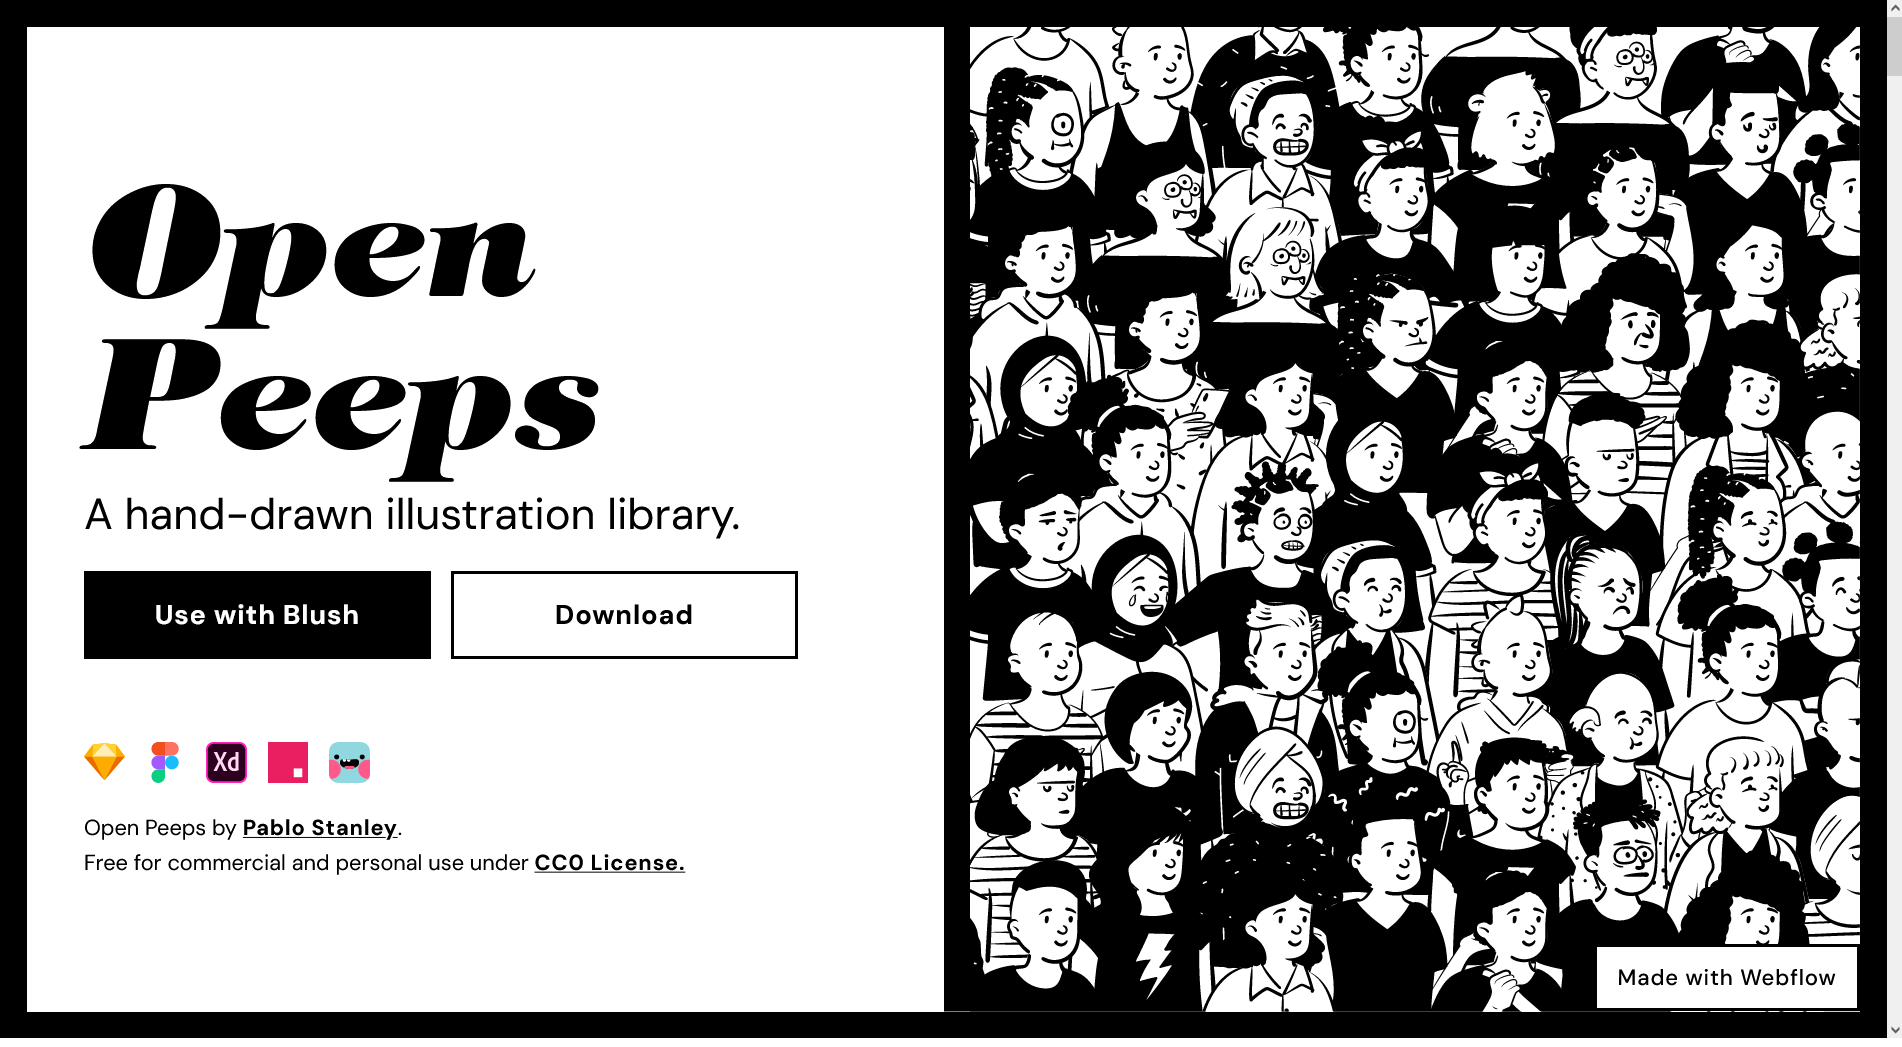 Open
Peeps
A hand-drawn illustration library.
Use with Blush
Download
Xd
Open Peeps by Pablo Stanley.
Free for commercial and personal use under CC0 License.
Made with Webflow